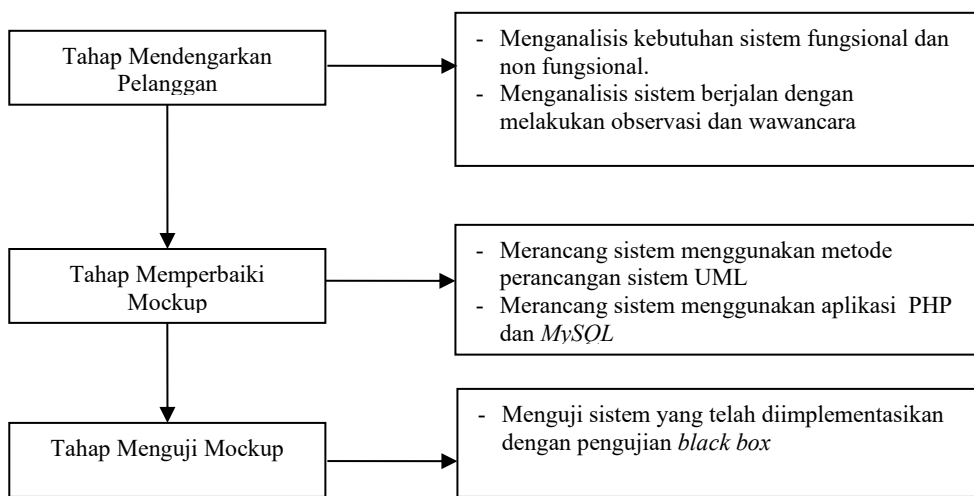 Tahap Mendengarkan
Pelanggan
- Menganalisis kebutuhan sistem fungsional dan
non fungsional.
- Menganalisis sistem berjalan dengan
melakukan observasi dan wawancara
Tahap Memperbaiki
Mockup
- Merancang sistem menggunakan metode
perancangan sistem UML
- Merancang sistem menggunakan aplikasi PHP
dan MySQL
Tahap Menguji Mockup
- Menguji sistem yang telah diimplementasikan
dengan pengujian black box